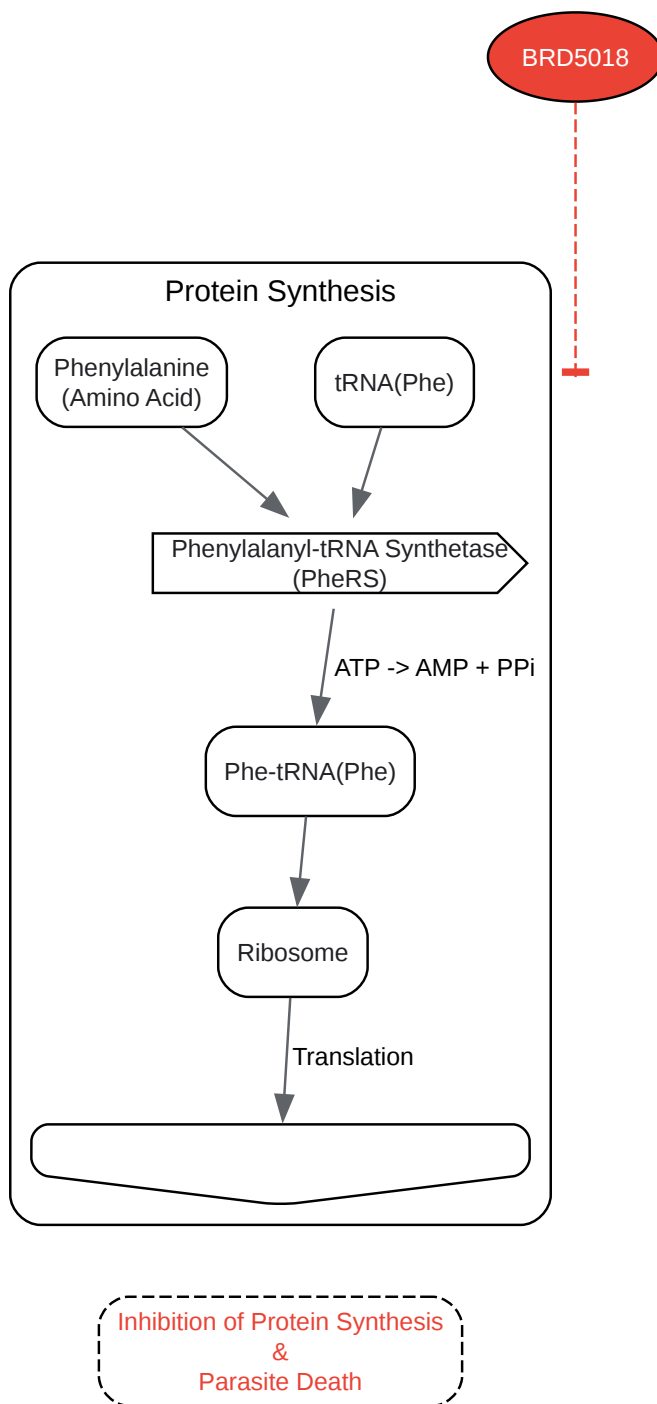 BRD5018
Protein Synthesis
Phenylalanine
(Amino Acid)
tRNA(Phe)
Phenylalanyl-tRNA Synthetase
(PheRS)
ATP -> AMP + PPi
Phe-tRNA(Phe)
Ribosome
Translation
Inhibition of Protein Synthesis
&
Parasite Death